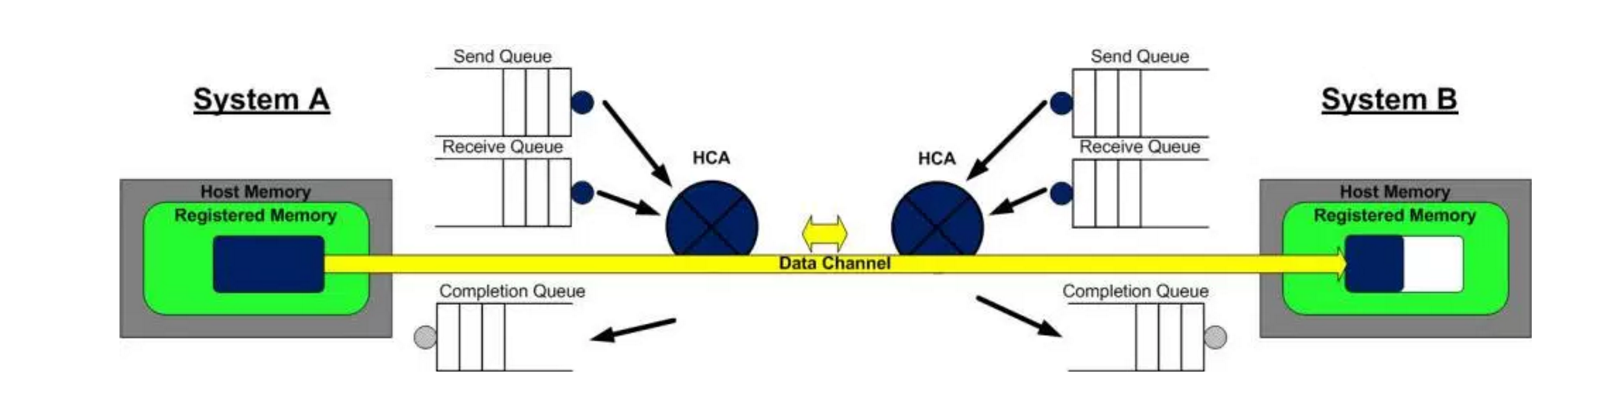 Send Queue
Send Queue
System A
System B
Receive Queue
Receive Queue
HCA
HCA
Host Memory
Host Memory
Registered Memory
Registered Memory
Data Channel
Completion Queue
Completion Queue